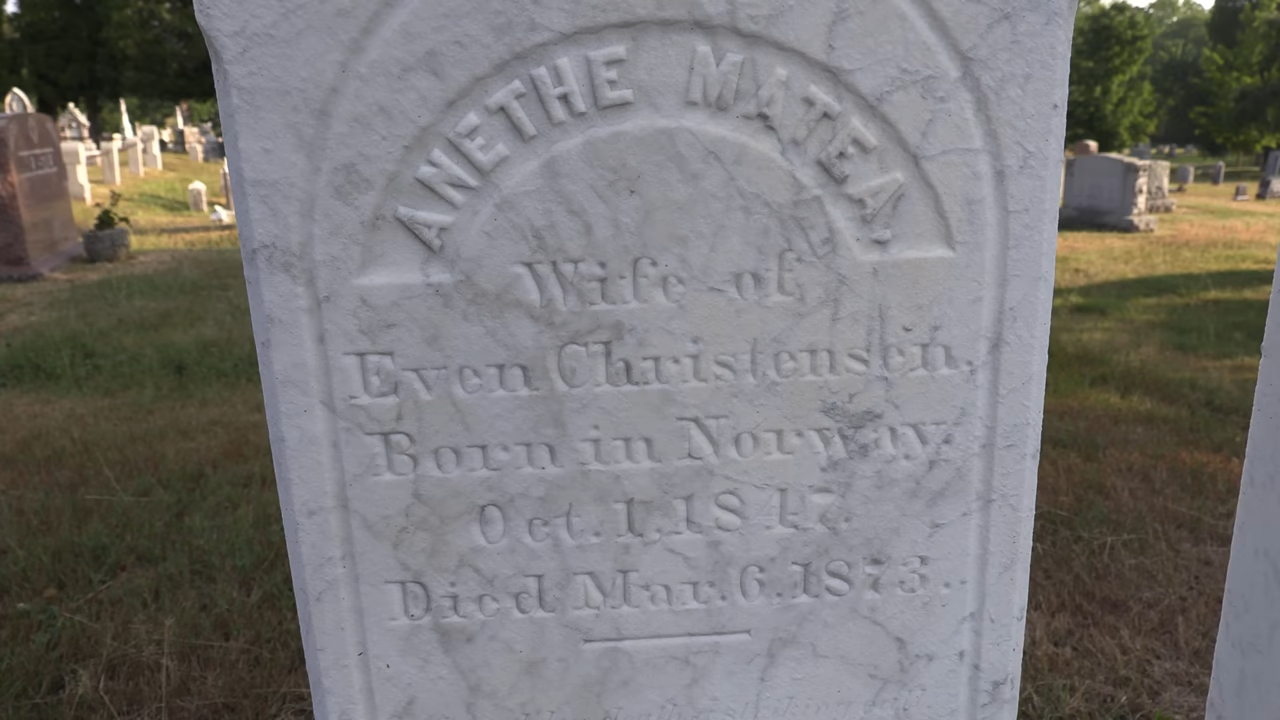 ANETHE MATEA,
Wife of
Even Christensen.
Born in Norway.
Oct. 1, 1847.
Died Mar. 6. 1873.